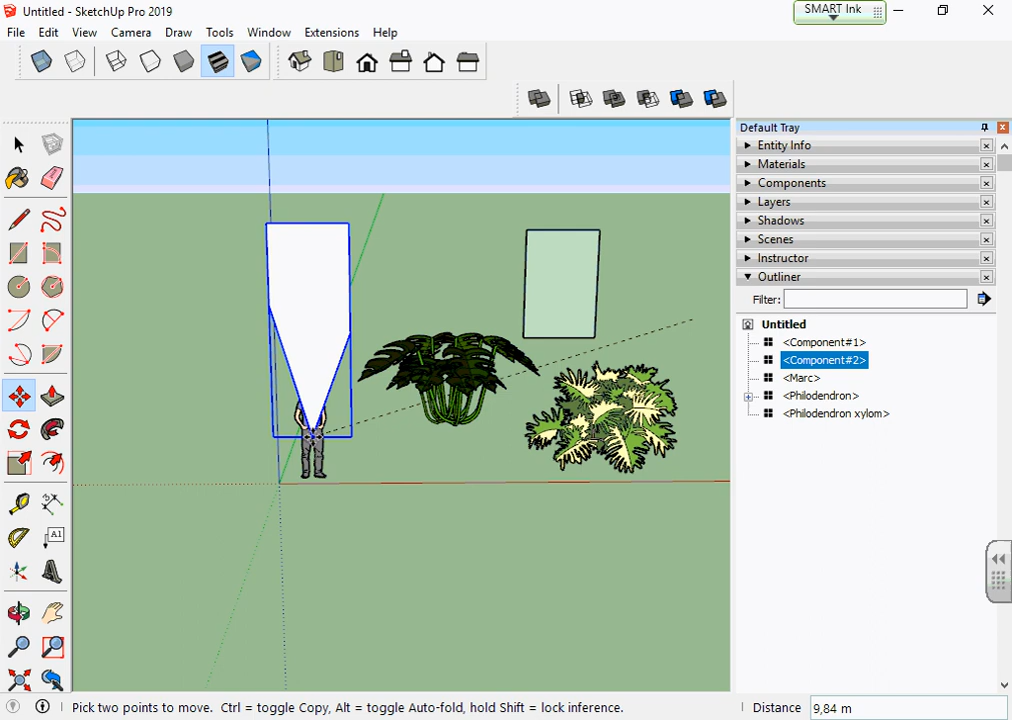 Untitled - SketchUp Pro 2019
SMART Ink
File Edit View Camera Draw Tools Window Extensions Help
Default Tray
Entity Info
Materials
Components
Layers
Shadows
Scenes
Instructor
Outliner
Filter:
Untitled
<Component#1>
<Component#2>
<Marc>
<Philodendron>
<Philodendron xylom>
A1
Pick two points to move. Ctrl = toggle Copy, Alt = toggle Auto-fold, hold Shift = lock inference.
Distance 9,84 m